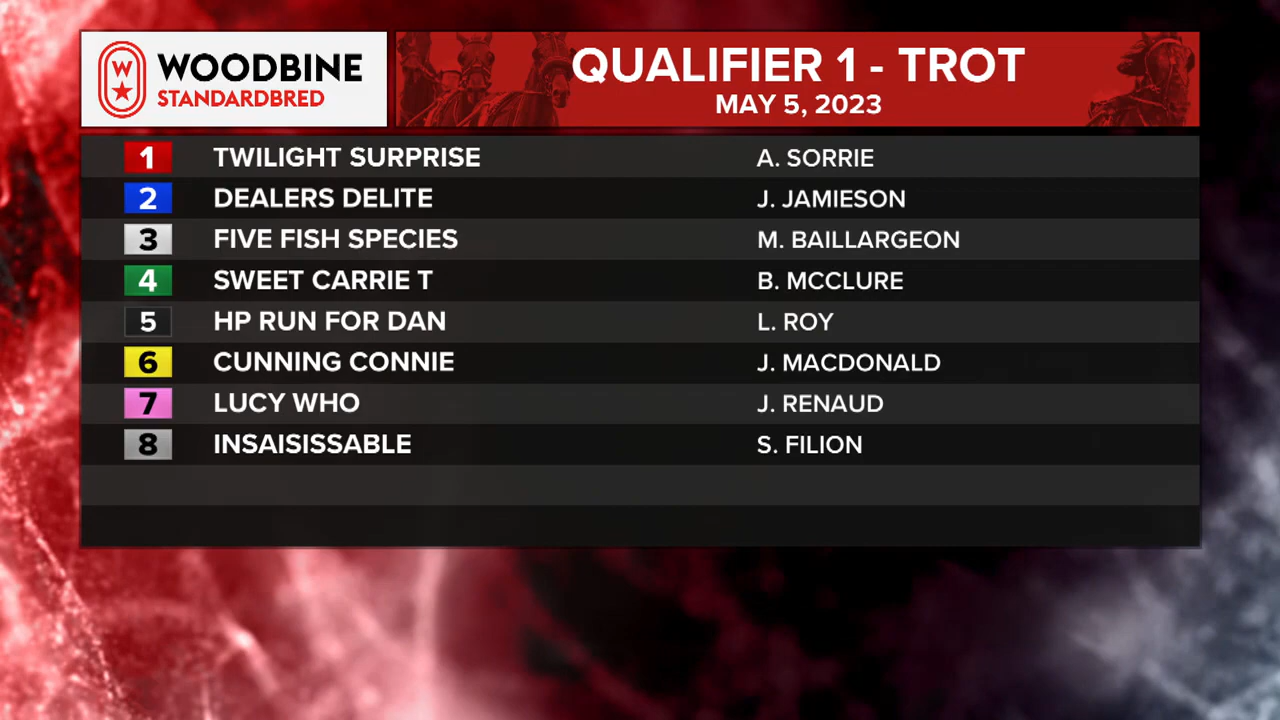 W
WOODBINE
STANDARDBRED
QUALIFIER 1 - TROT
MAY 5, 2023
1 TWILIGHT SURPRISE A. SORRIE
2 DEALERS DELITE J. JAMIESON
3 FIVE FISH SPECIES M. BAILLARGEON
4 SWEET CARRIE T B. MCCLURE
5 HP RUN FOR DAN L. ROY
6 CUNNING CONNIE J. MACDONALD
7 LUCY WHO J. RENAUD
8 INSAISISSABLE S. FILION